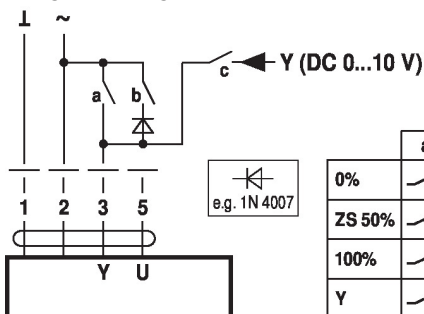 ⊥ ~
a b c Y (DC 0...10 V)
e.g. 1N 4007
1 2 3 5
Y U
a
0%
ZS 50%
100%
Y